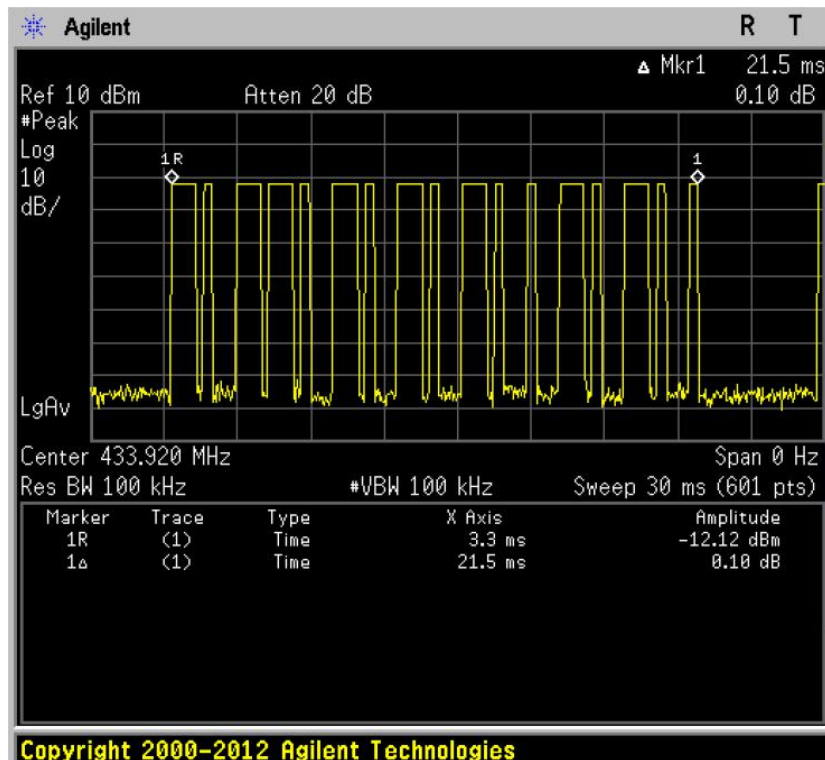 Agilent R T
Δ Mkr1 21.5 ms
Ref 10 dBm Atten 20 dB 0.10 dB
#Peak
Log
10
dB/
1R
1
LgAv
Center 433.920 MHz Span 0 Hz
Res BW 100 kHz #VBW 100 kHz Sweep 30 ms (601 pts)
Marker Trace Type X Axis Amplitude
1R (1) Time 3.3 ms -12.12 dBm
1Δ (1) Time 21.5 ms 0.10 dB
Copyright 2000-2012 Agilent Technologies